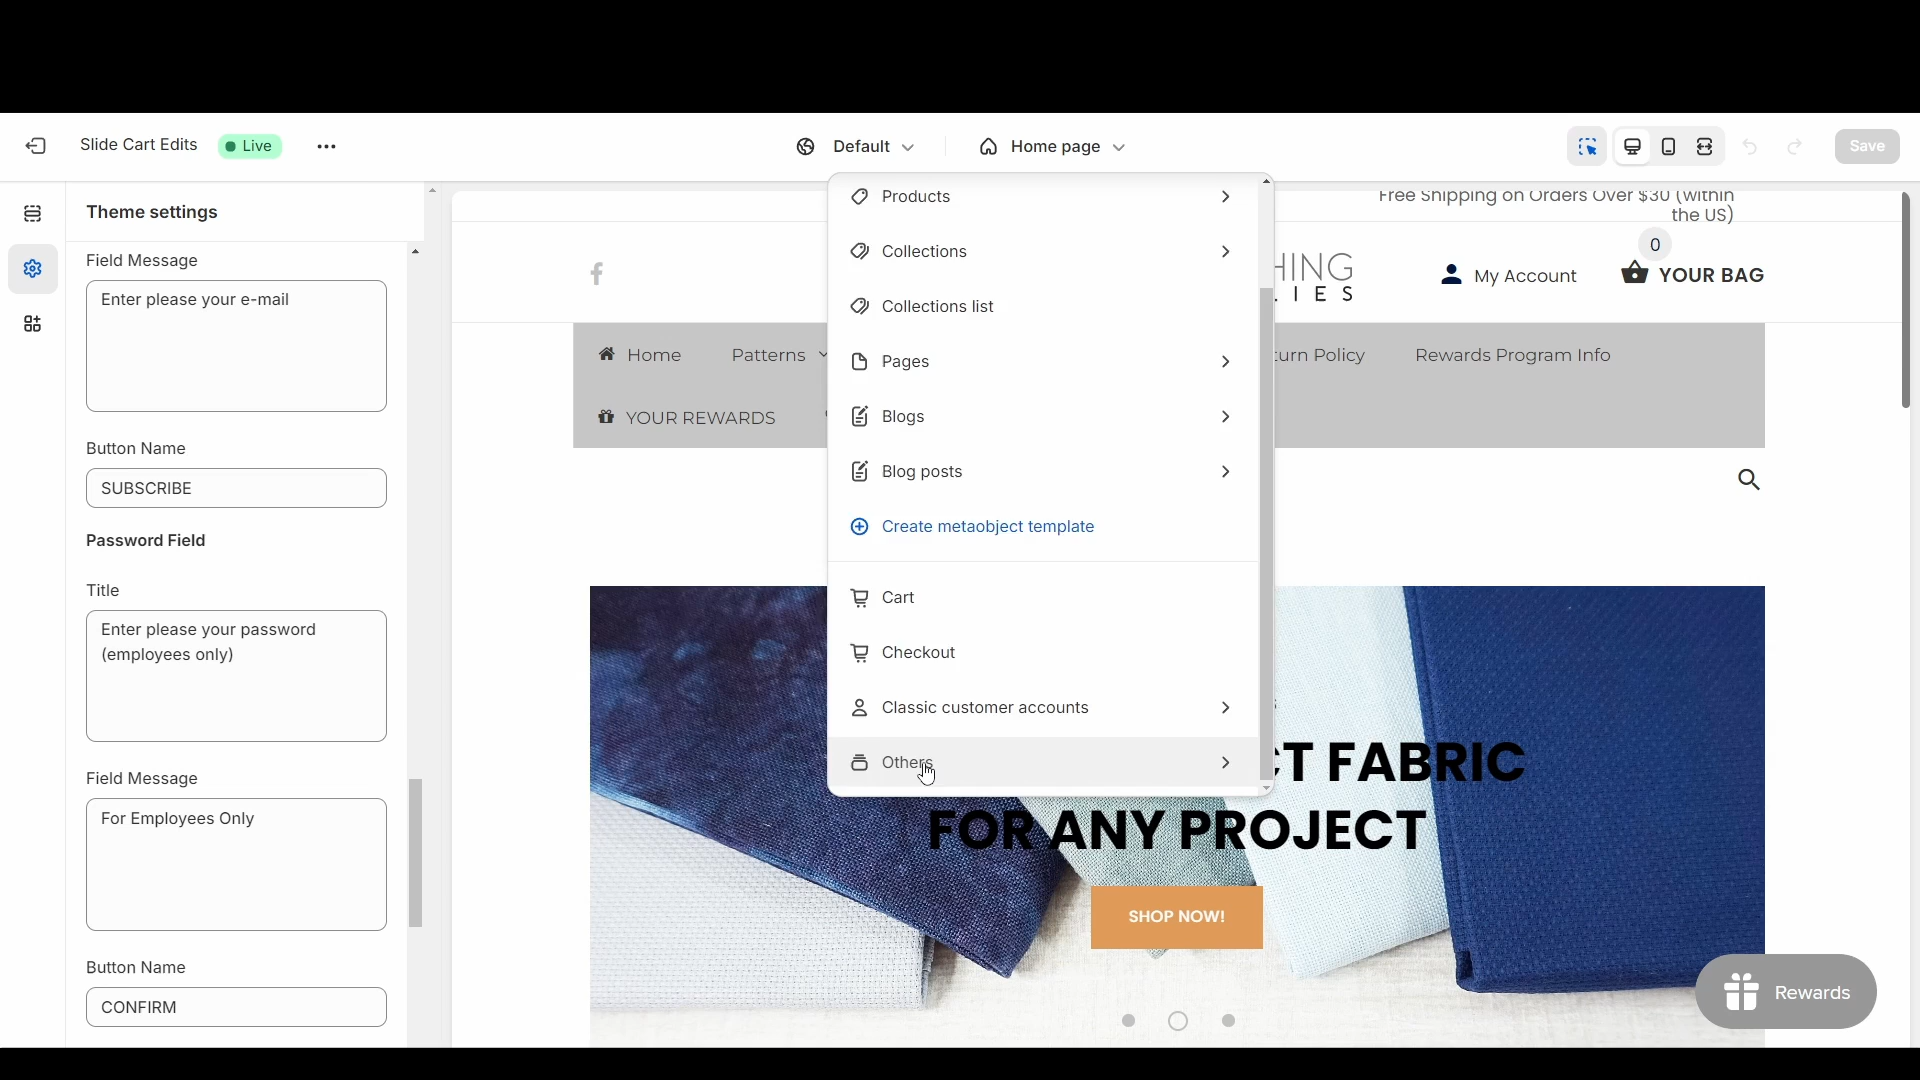 Slide Cart Edits
Live
Default
Home page
Save
Theme settings
Field Message
Enter please your e-mail
Button Name
SUBSCRIBE
Password Field
Title
Enter please your password
(employees only)
Field Message
For Employees Only
Button Name
CONFIRM
Products
Collections
Collections list
Pages
Blogs
Blog posts
Create metaobject template
Cart
Checkout
Classic customer accounts
Others
Free Shipping on Orders Over $30 (within
the US)
0
HING
LIES
My Account
YOUR BAG
Home
Patterns
turn Policy
Rewards Program Info
YOUR REWARDS
CT FABRIC
FOR ANY PROJECT
SHOP NOW!
Rewards